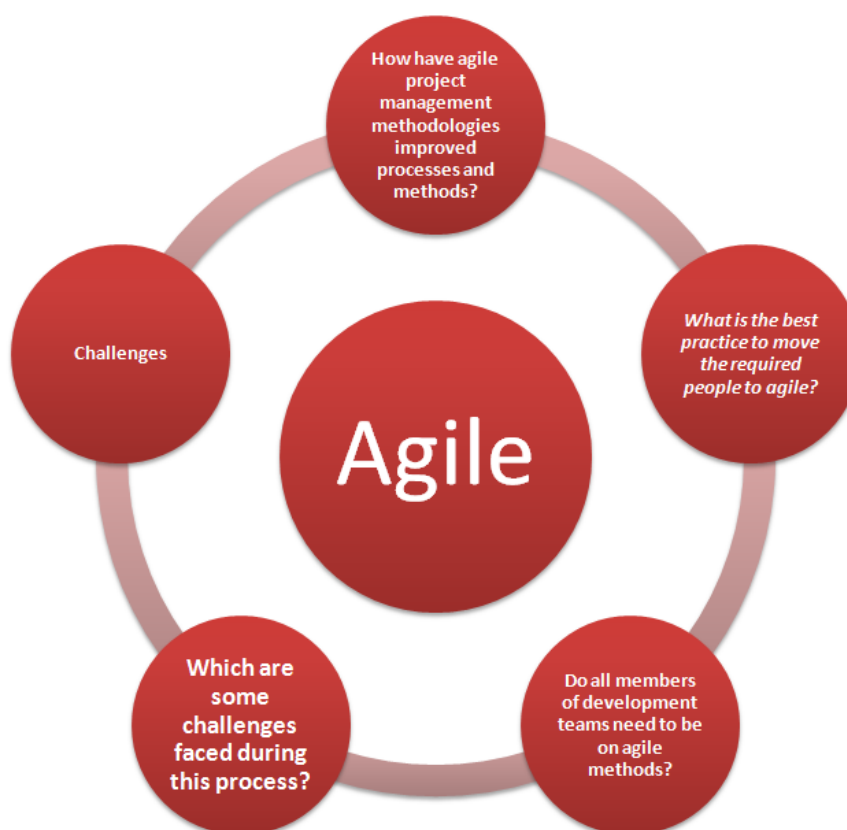 How have agile
project
management
methodologies
improved
processes and
methods?
What is the best
practice to move
the required
people to agile?
Challenges
Agile
Which are
some
challenges
faced during
this process?
Do all members
of development
teams need to be
on agile
methods?